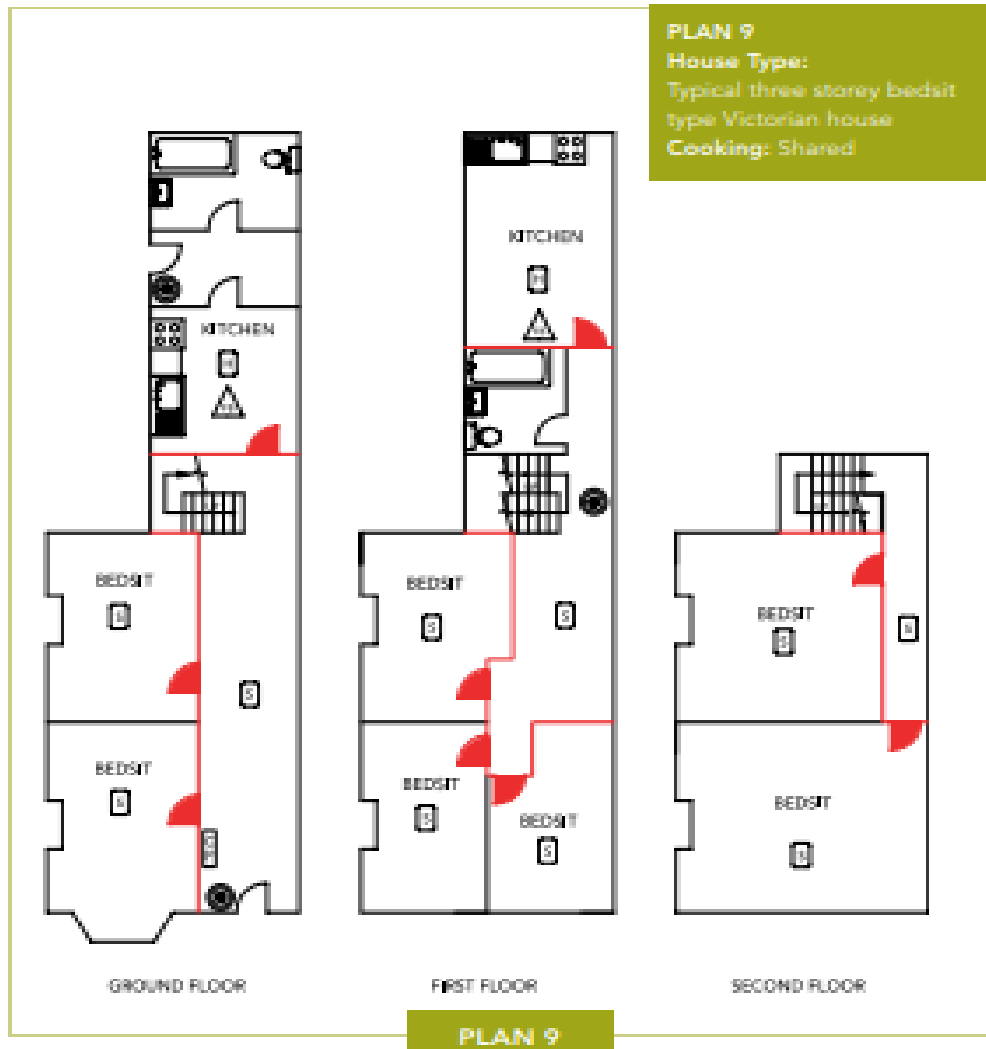 PLAN 9
House Type:
Typical three storey bedsit
type Victorian house
Cooking: Shared
KITCHEN
H
BEDSIT
S
S
BEDSIT
S
GROUND FLOOR
KITCHEN
H
BEDSIT
S
S
BEDSIT
S
BEDSIT
S
FIRST FLOOR
BEDSIT
S
S
BEDSIT
S
SECOND FLOOR
PLAN 9